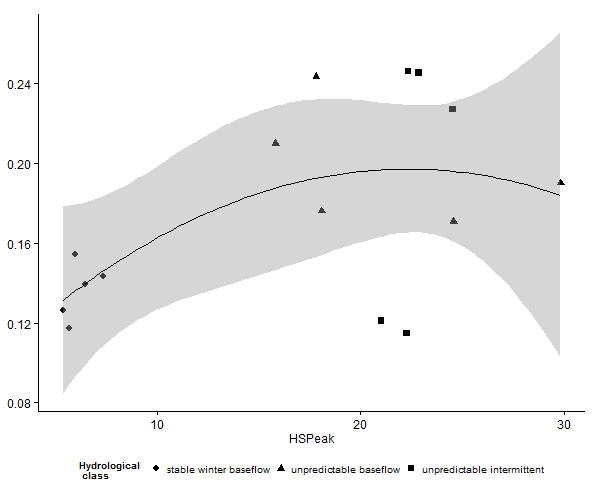 0.24
0.20
0.16
0.12
0.08
10 20 30
HSPeak
Hydrological
class
stable winter baseflow unpredictable baseflow unpredictable intermittent